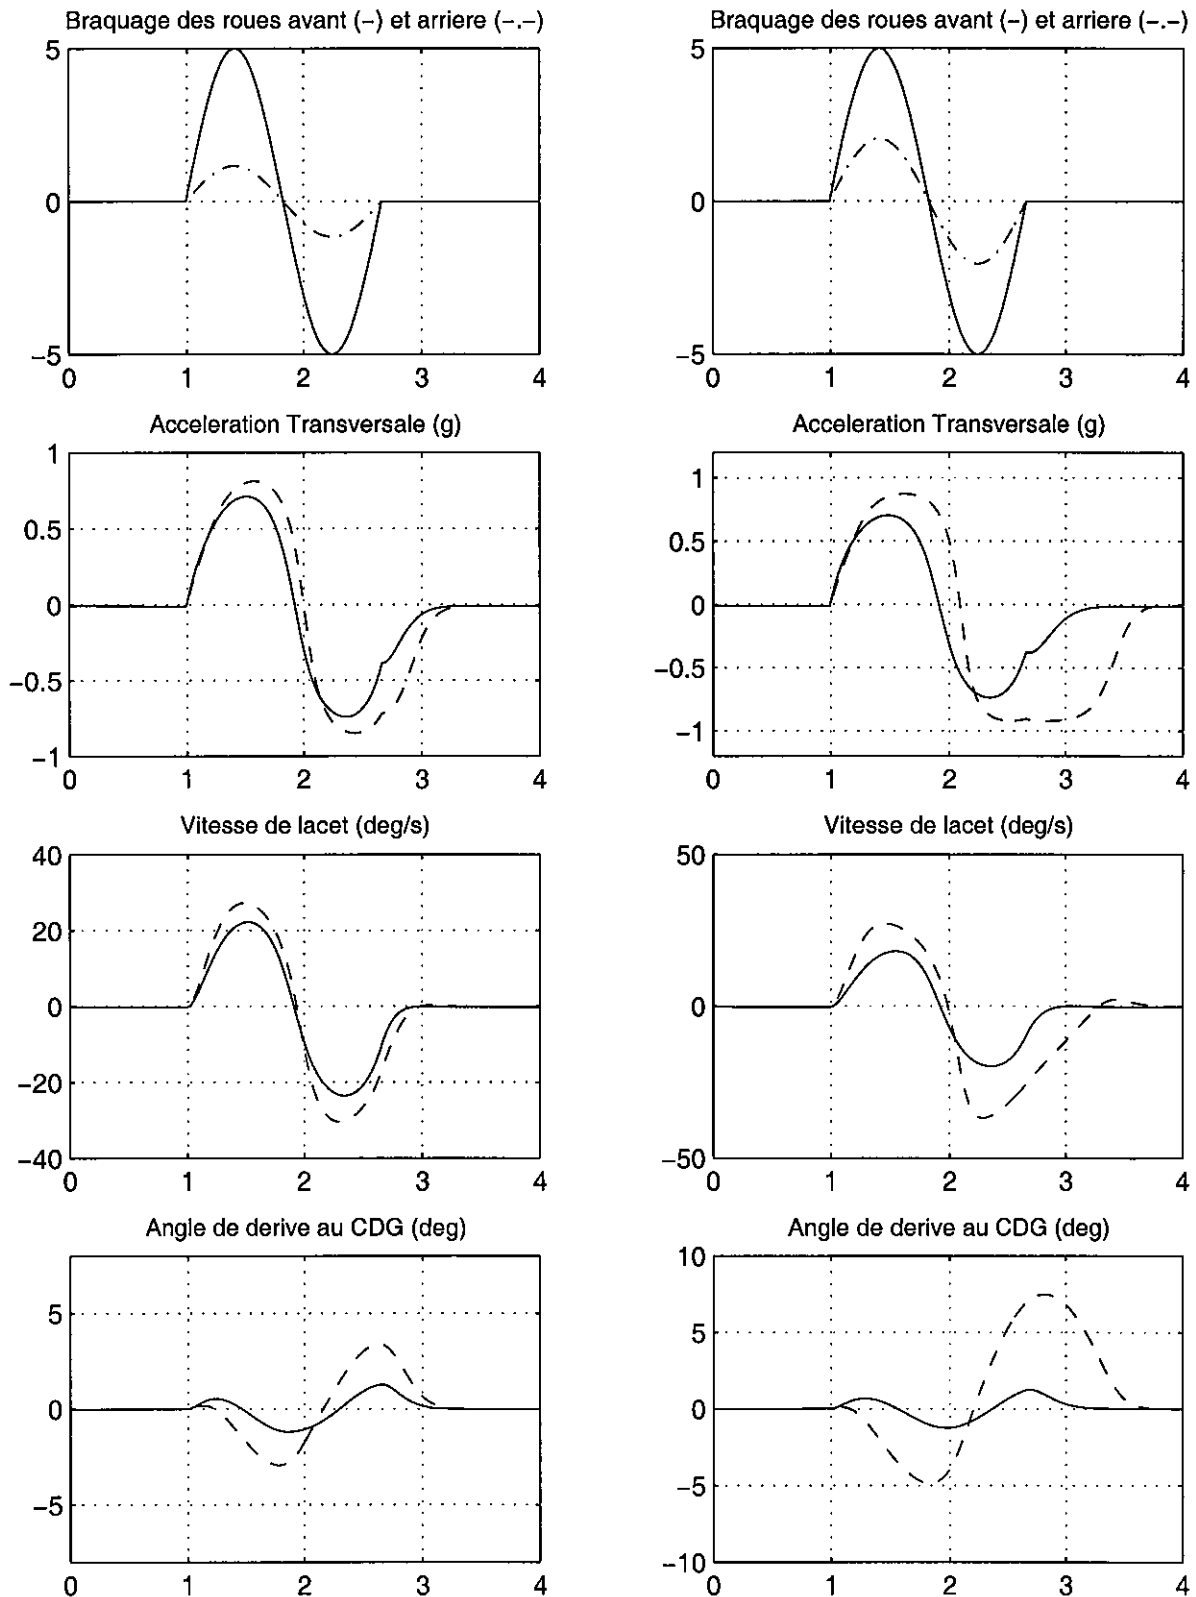 Braquage des roues avant (−) et arriere (−.−)
5
0
−5
0 1 2 3 4
Braquage des roues avant (−) et arriere (−.−)
5
0
−5
0 1 2 3 4
Acceleration Transversale (g)
1
0.5
0
−0.5
−1
0 1 2 3 4
Acceleration Transversale (g)
1
0.5
0
−0.5
−1
0 1 2 3 4
Vitesse de lacet (deg/s)
40
20
0
−20
−40
0 1 2 3 4
Vitesse de lacet (deg/s)
50
0
−50
0 1 2 3 4
Angle de derive au CDG (deg)
5
0
−5
0 1 2 3 4
Angle de derive au CDG (deg)
10
5
0
−5
−10
0 1 2 3 4